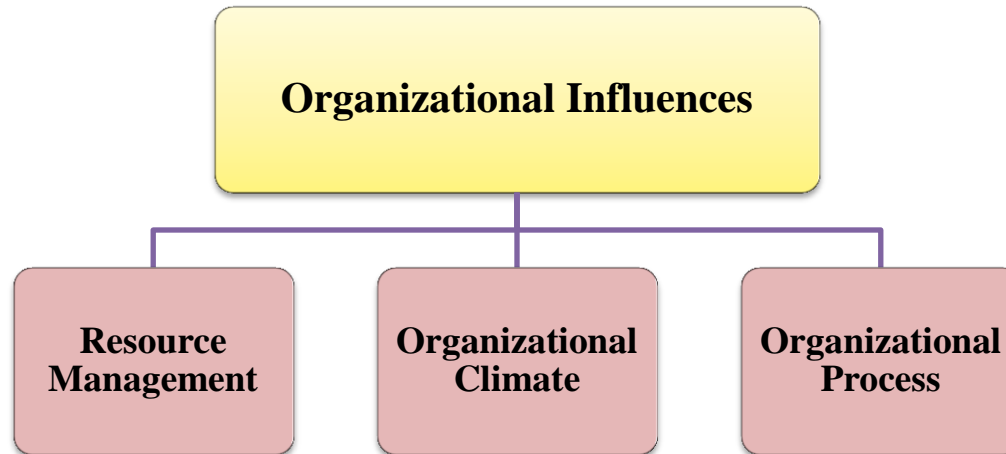 Organizational Influences
Resource
Management
Organizational
Climate
Organizational
Process